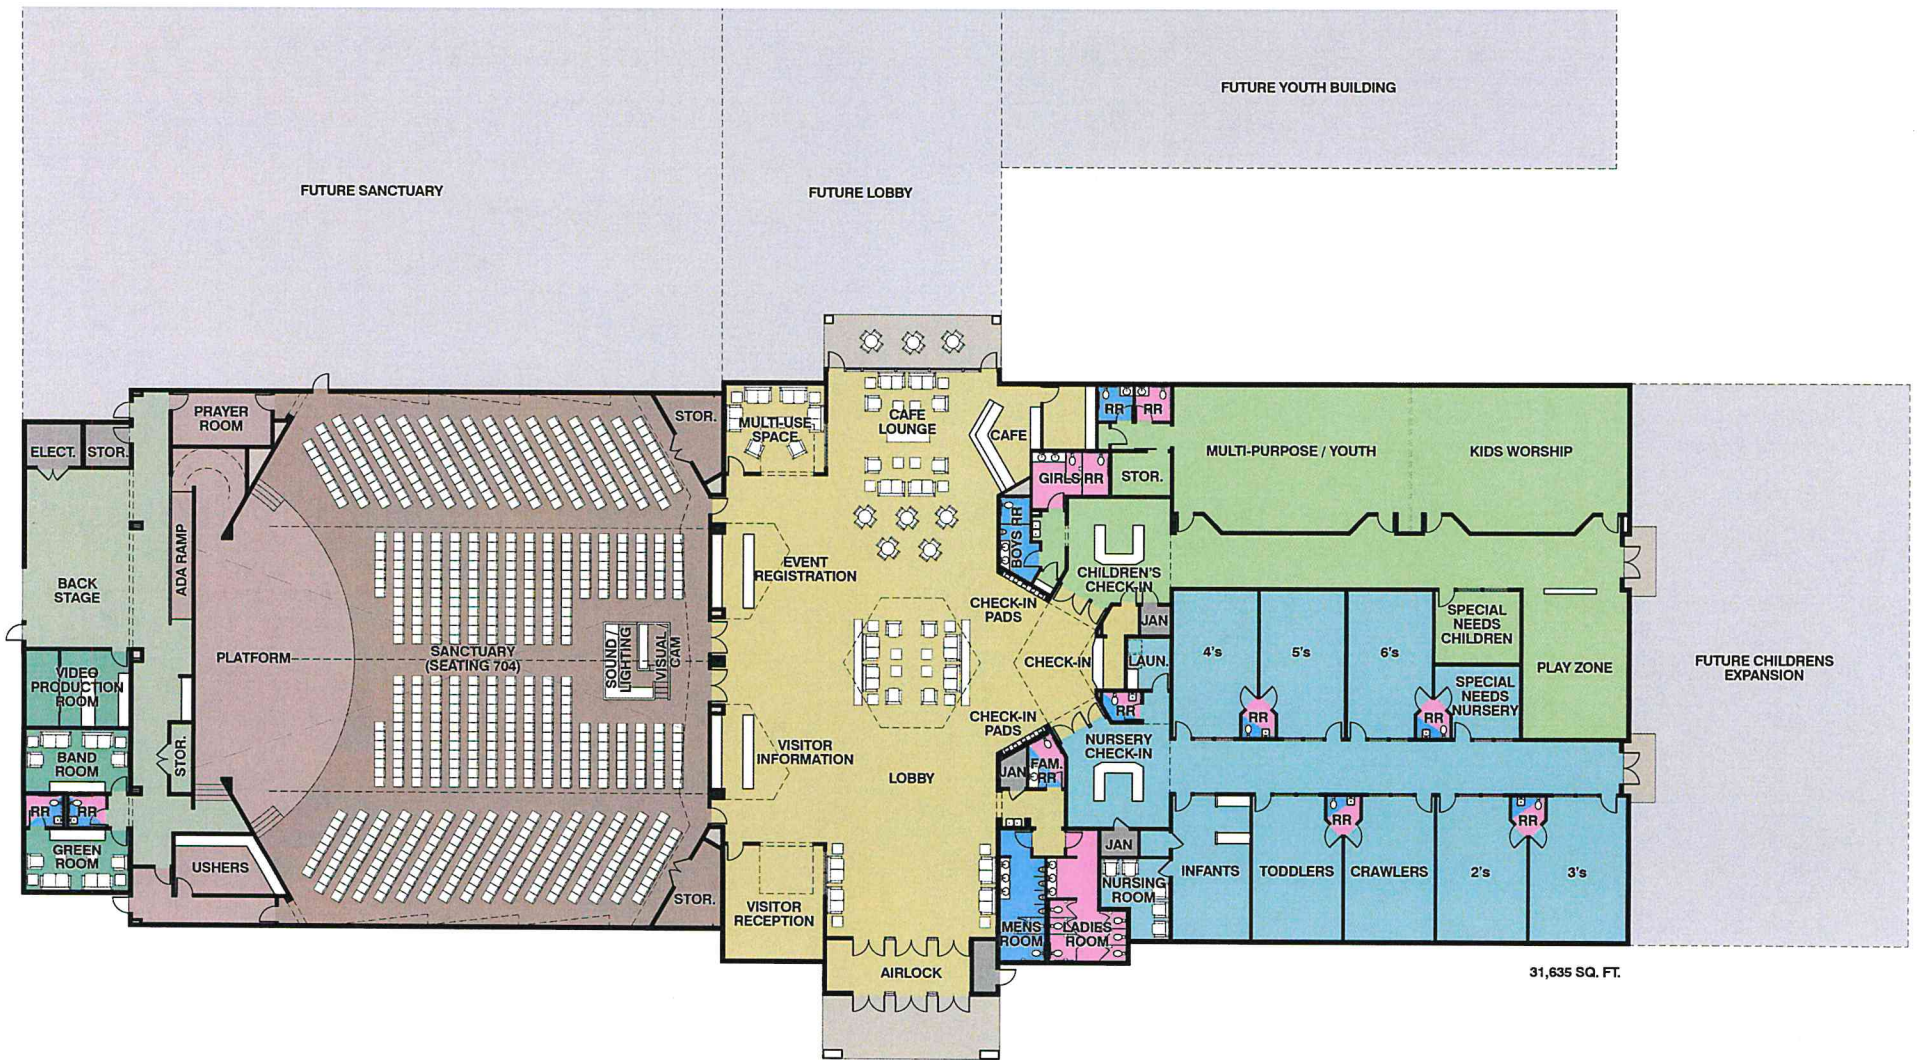 FUTURE YOUTH BUILDING
FUTURE SANCTUARY
FUTURE LOBBY
PRAYER
ROOM
STOR.
MULTI-USE
SPACE
CAFE
LOUNGE
CAFE
RR
RR
ELECT.
STOR.
MULTI-PURPOSE / YOUTH
KIDS WORSHIP
GIRLS RR
STOR.
BOYS RR
ADA RAMP
BACK
STAGE
EVENT
REGISTRATION
CHILDREN'S
CHECK-IN
CHECK-IN
PADS
JAN
SPECIAL
NEEDS
CHILDREN
PLATFORM
SANCTUARY
(SEATING 704)
SOUND /
LIGHTING
VISUAL/
CAM
CHECK-IN
LAUN.
4's
5's
6's
PLAY ZONE
FUTURE CHILDRENS
EXPANSION
VIDEO
PRODUCTION
ROOM
SPECIAL
NEEDS
NURSERY
RR
RR
RR
CHECK-IN
PADS
STOR.
BAND
ROOM
VISITOR
INFORMATION
LOBBY
NURSERY
CHECK-IN
JAN
FAM.
RR
RR
RR
RR
RR
GREEN
ROOM
USHERS
JAN
INFANTS
TODDLERS
CRAWLERS
2's
3's
NURSING
ROOM
STOR.
VISITOR
RECEPTION
MENS
ROOM
LADIES
ROOM
AIRLOCK
31,635 SQ. FT.